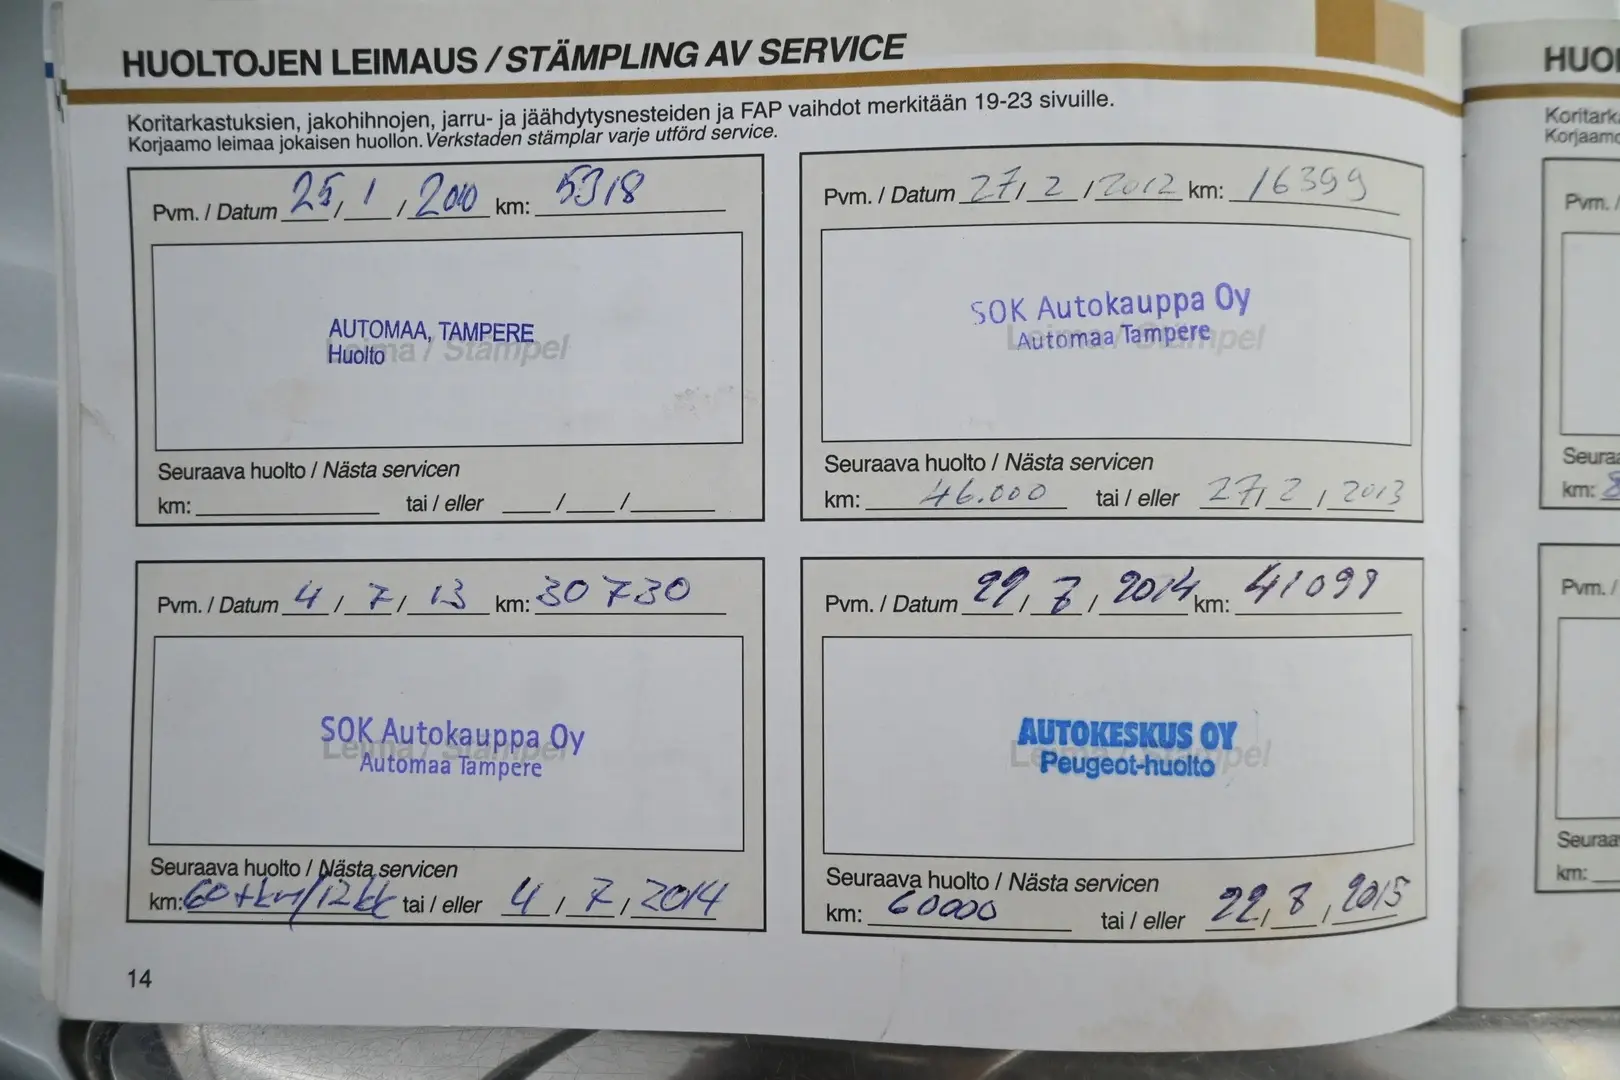 HUOLTOJEN LEIMAUS / STÄMPLING AV SERVICE
Koritarkastuksien, jakohihnojen, jarru- ja jäähdytysnesteiden ja FAP vaihdot merkitään 19-23 sivuille.
Korjaamo leimaa jokaisen huollon. Verkstaden stämplar varje utförd service.
Pvm. / Datum 25 / 1 / 2010 km: 5318
Leima / Stämpel
AUTOMAA, TAMPERE
Huolto
Seuraava huolto / Nästa servicen
km: tai / eller / /
Pvm. / Datum 27 / 2 / 2012 km: 16399
Leima / Stämpel
SOK Autokauppa Oy
Automaa Tampere
Seuraava huolto / Nästa servicen
km: 46.000 tai / eller 27 / 2 / 2013
Pvm. / Datum 4 / 7 / 13 km: 30730
Leima / Stämpel
SOK Autokauppa Oy
Automaa Tampere
Seuraava huolto / Nästa servicen
km: 60tkm/12kk tai / eller 4 / 7 / 2014
Pvm. / Datum / / 2014 km:
Leima / Stämpel
AUTOKESKUS OY
Peugeot-huolto
Seuraava huolto / Nästa servicen
km: 60000 tai / eller 22 / 8 / 2015
14
HUO
Koritark
Korjaamo
Pvm. /
Seuraa
km: 8
Pvm. /
Seuraa
km: